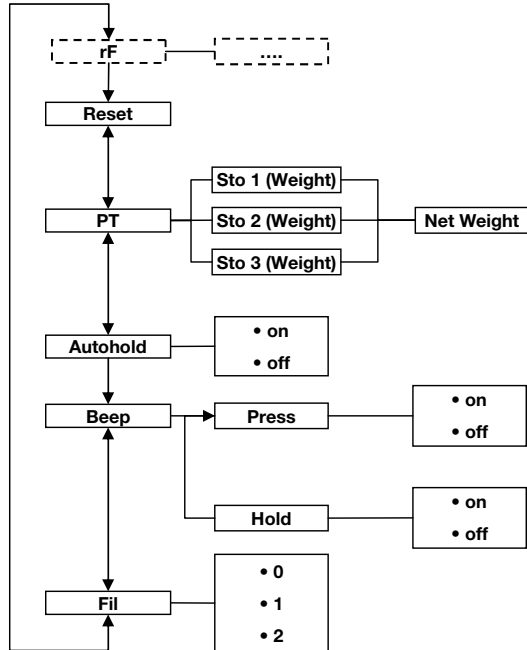 rF
....
Reset
Sto 1 (Weight)
PT
Sto 2 (Weight)
Net Weight
Sto 3 (Weight)
Autohold
• on
• off
Beep
Press
• on
• off
Hold
• on
• off
Fil
• 0
• 1
• 2